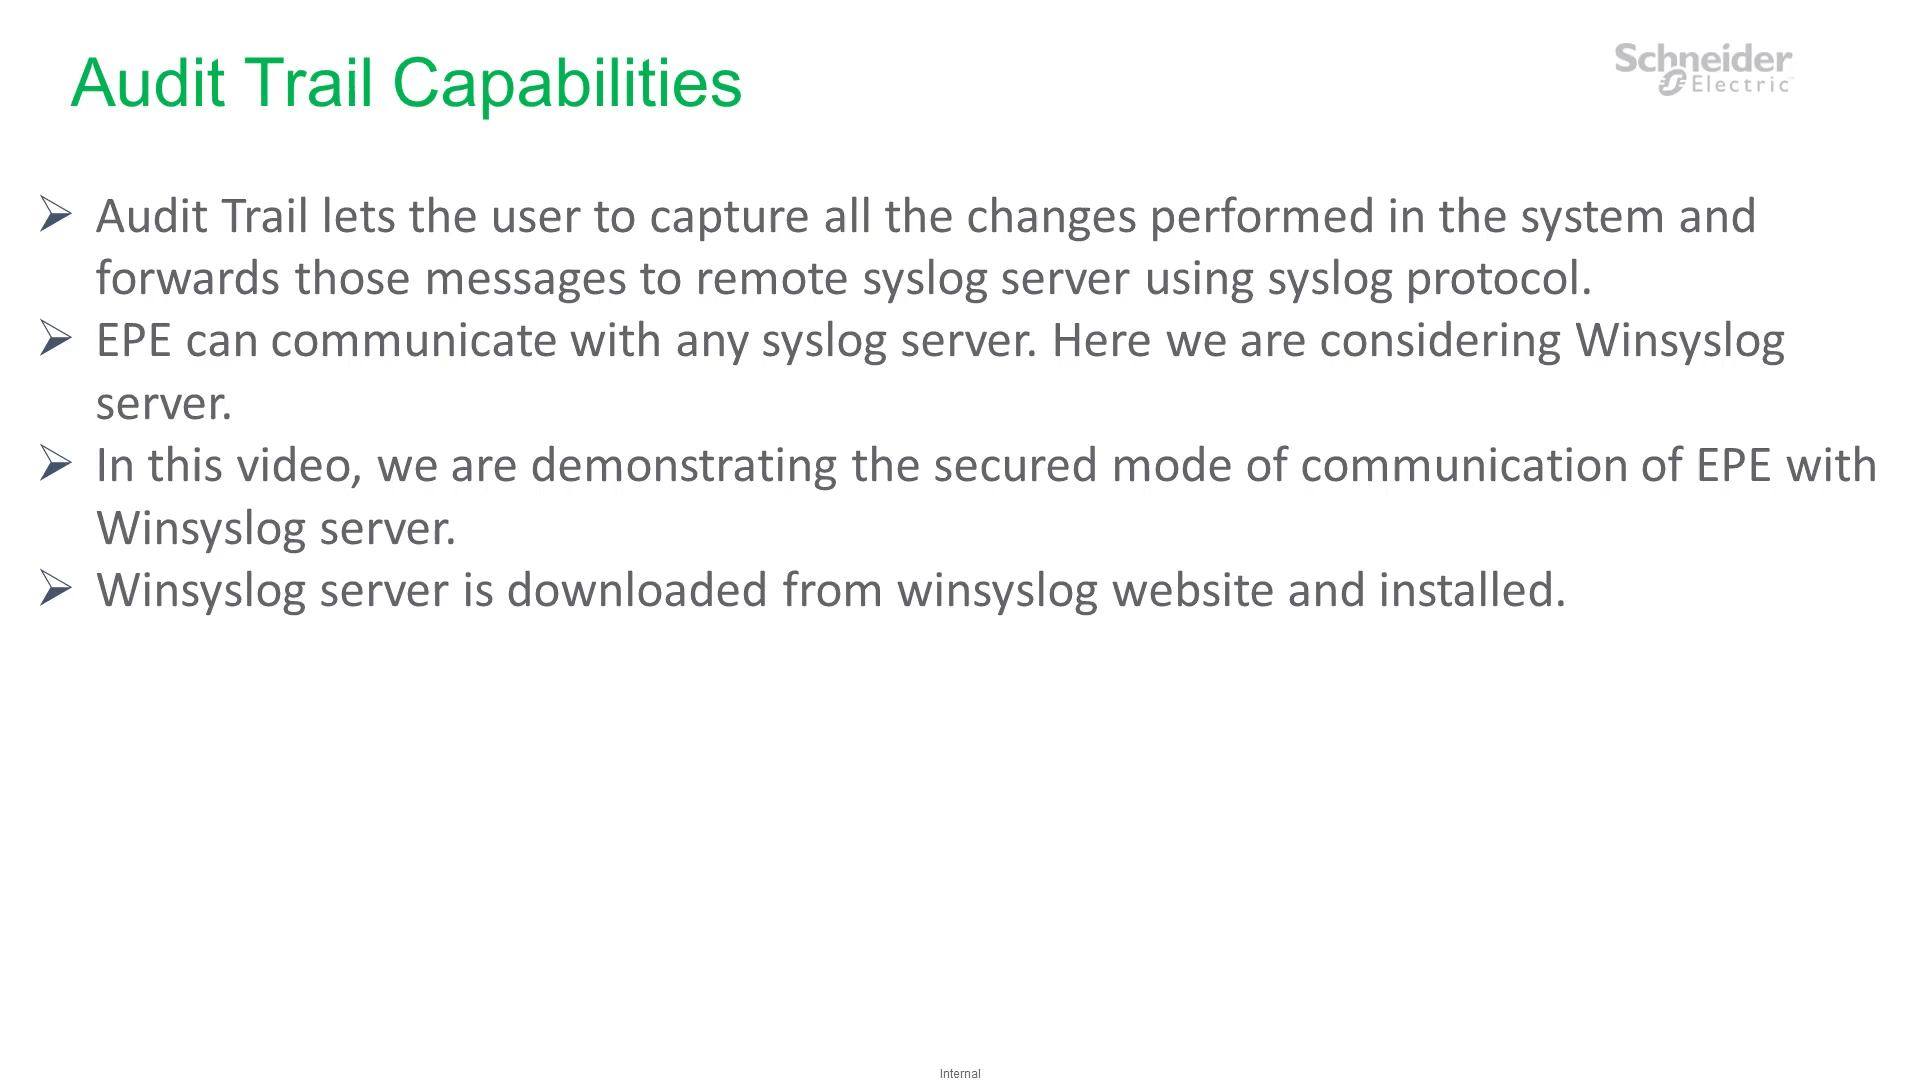 Audit Trail Capabilities
Schneider
Electric
Audit Trail lets the user to capture all the changes performed in the system and
forwards those messages to remote syslog server using syslog protocol.
EPE can communicate with any syslog server. Here we are considering Winsyslog
server.
In this video, we are demonstrating the secured mode of communication of EPE with
Winsyslog server.
Winsyslog server is downloaded from winsyslog website and installed.
Internal